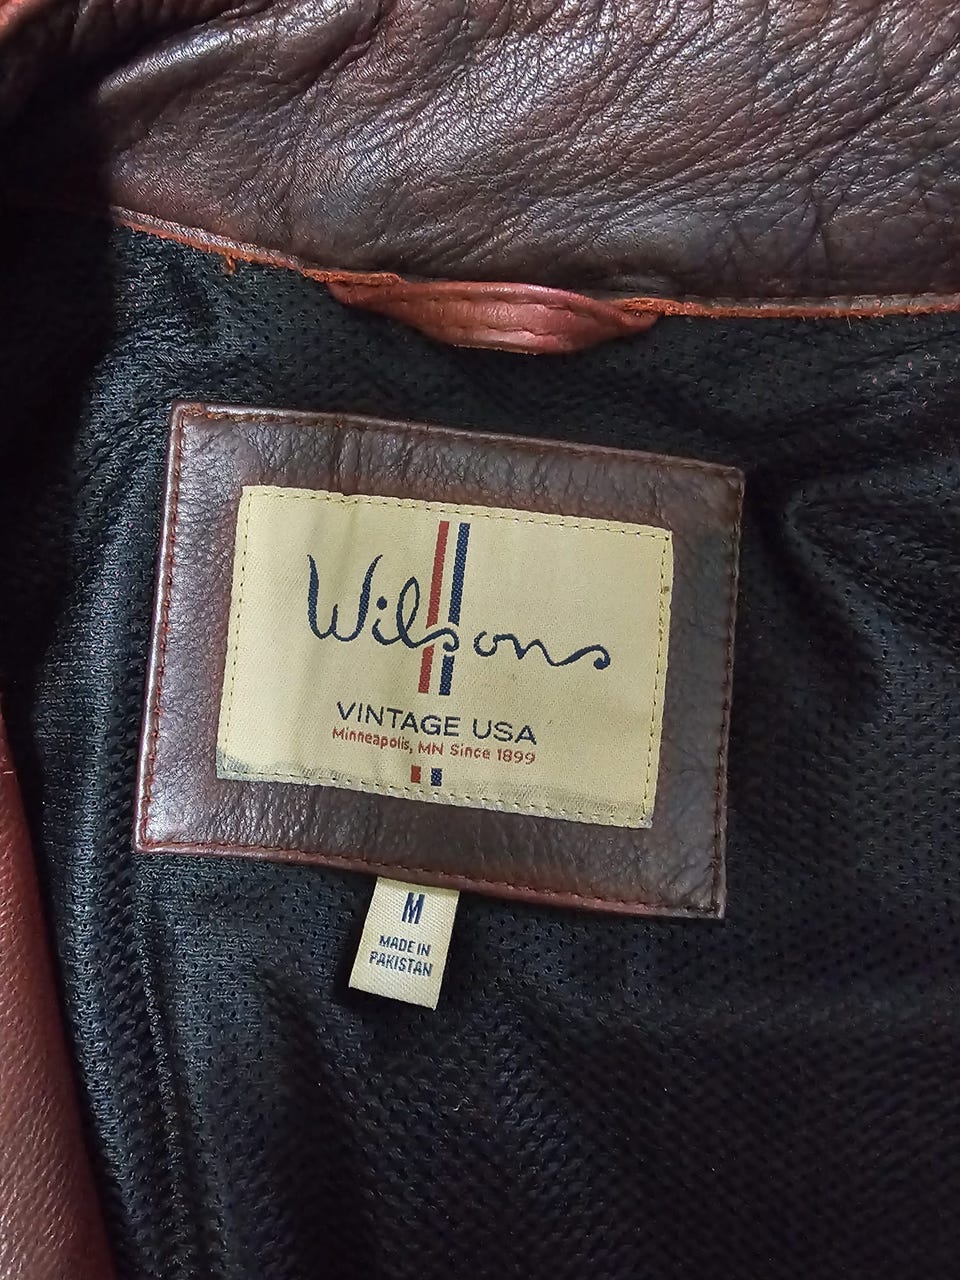 Wilsons
VINTAGE USA
Minneapolis, MN Since 1899
M
MADE IN
PAKISTAN